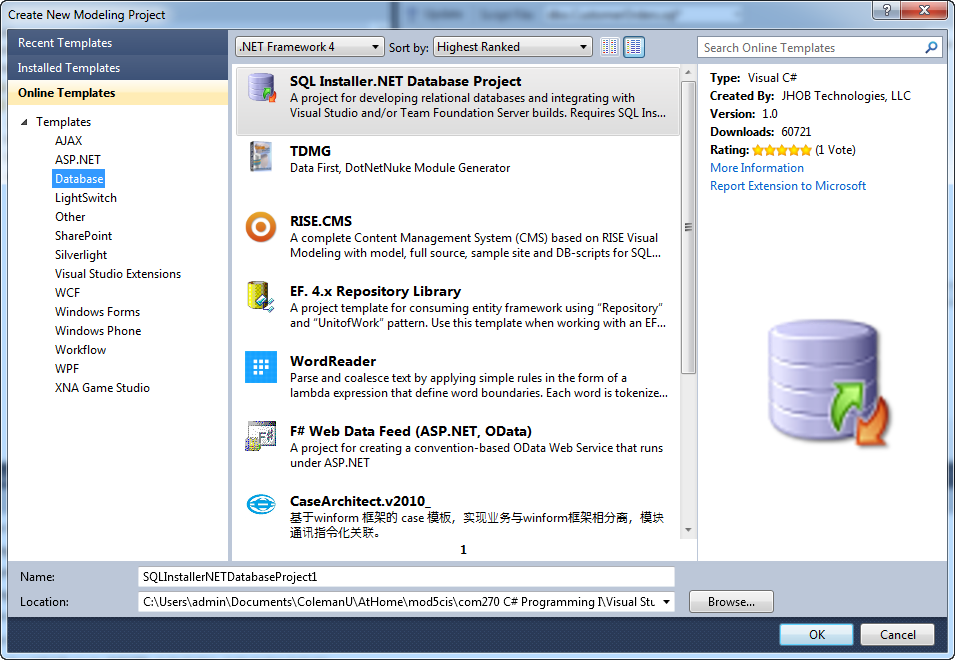 Create New Modeling Project
Recent Templates
Installed Templates
Online Templates
Templates
AJAX
ASP.NET
Database
LightSwitch
Other
SharePoint
Silverlight
Visual Studio Extensions
WCF
Windows Forms
Windows Phone
Workflow
WPF
XNA Game Studio
.NET Framework 4
Sort by: Highest Ranked
SQL Installer.NET Database Project
A project for developing relational databases and integrating with
Visual Studio and/or Team Foundation Server builds. Requires SQL Ins...
TDMG
Data First, DotNetNuke Module Generator
RISE.CMS
A complete Content Management System (CMS) based on RISE Visual
Modeling with model, full source, sample site and DB-scripts for SQL...
EF. 4.x Repository Library
A project template for consuming entity framework using “Repository”
and “UnitofWork” pattern. Use this template when working with an EF...
WordReader
Parse and coalesce text by applying simple rules in the form of a
lambda expression that define word boundaries. Each word is tokenize...
F# Web Data Feed (ASP.NET, OData)
A project for creating a convention-based OData Web Service that runs
under ASP.NET
CaseArchitect.v2010_
基于winform 框架的 case 模板，实现业务与winform框架相分离，模块
通讯指令化关联。
1
Search Online Templates
Type: Visual C#
Created By: JHOB Technologies, LLC
Version: 1.0
Downloads: 60721
Rating: (1 Vote)
More Information
Report Extension to Microsoft
Name: SQLInstallerNETDatabaseProject1
Location: C:\Users\admin\Documents\ColemanU\AtHome\mod5cis\com270 C# Programming I\Visual Stu
Browse...
OK
Cancel